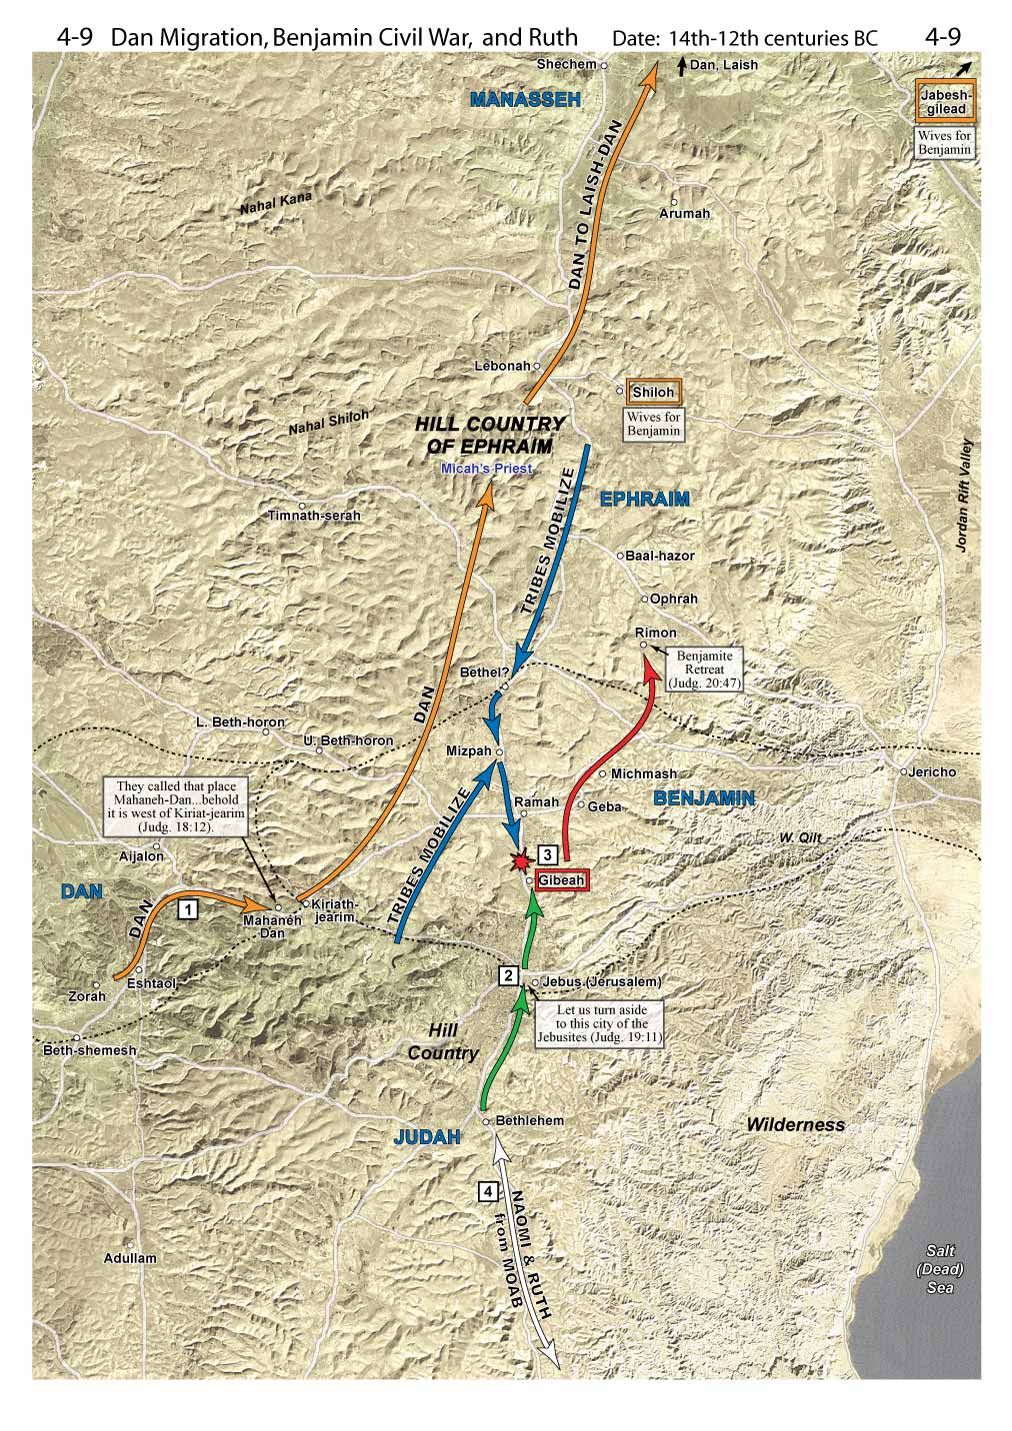 4-9 Dan Migration, Benjamin Civil War, and Ruth Date: 14th-12th centuries BC 4-9
Shechem
Dan, Laish
MANASSEH
Jabesh-
gilead
Wives for
Benjamin
DAN TO LAISH-DAN
Nahal Kana
Arumah
Lebonah
Shiloh
Wives for
Benjamin
Nahal Shiloh
HILL COUNTRY
OF EPHRAIM
Micah's Priest
Jordan Rift Valley
EPHRAIM
TRIBES MOBILIZE
Timnath-serah
Baal-hazor
Ophrah
Rimon
Benjamite
Retreat
(Judg. 20:47)
Bethel?
DAN
L. Beth-horon
U. Beth-horon
Mizpah
Jericho
Michmash
They called that place
Mahaneh-Dan...behold
it is west of Kiriat-jearim
(Judg. 18:12).
BENJAMIN
Ramah
Geba
TRIBES MOBILIZE
W. Qilt
Aijalon
3
Gibeah
DAN
DAN
1
Kiriath-
jearim
Mahaneh
Dan
2
Jebus (Jerusalem)
Eshtaol
Zorah
Let us turn aside
to this city of the
Jebusites (Judg. 19:11)
Hill
Country
Beth-shemesh
Bethlehem
Wilderness
JUDAH
4
NAOMI & RUTH
from MOAB
Adullam
Salt
(Dead)
Sea